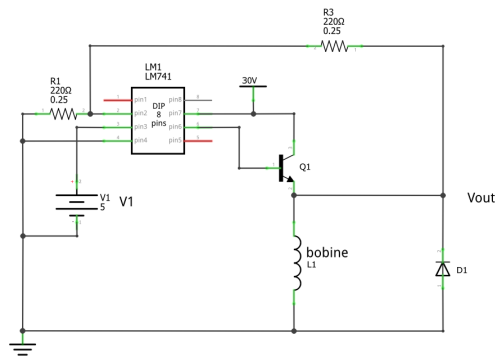 R3
220Ω
0.25
LM1
LM741
R1
220Ω
0.25
30V
pin1
pin2
pin3
pin4
DIP
8
pins
pin8
pin7
pin6
pin5
Q1
V1
5
V1
Vout
bobine
L1
D1